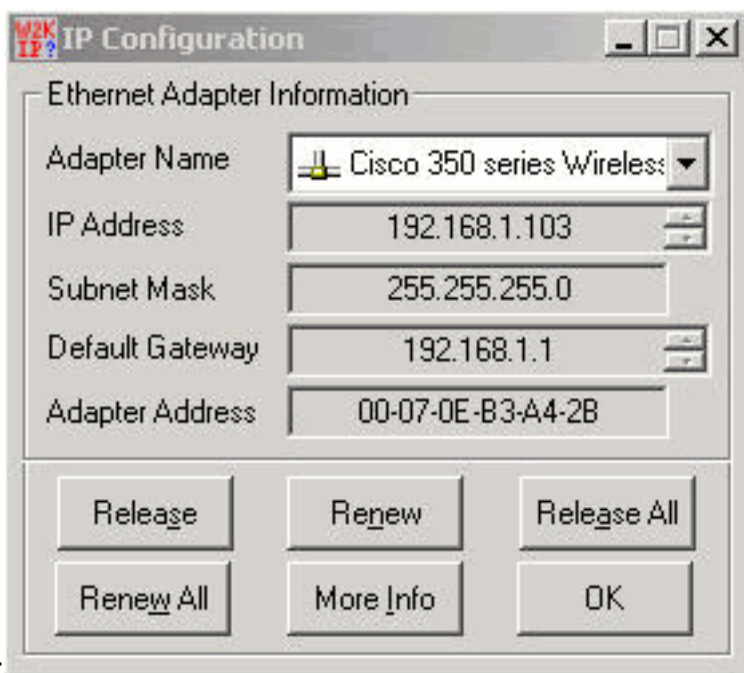 W2K
IP?
IP Configuration
Ethernet Adapter Information
Adapter Name
Cisco 350 series Wireless
IP Address
192.168.1.103
Subnet Mask
255.255.255.0
Default Gateway
192.168.1.1
Adapter Address
00-07-0E-B3-A4-2B
Release
Renew
Release All
Renew All
More Info
OK